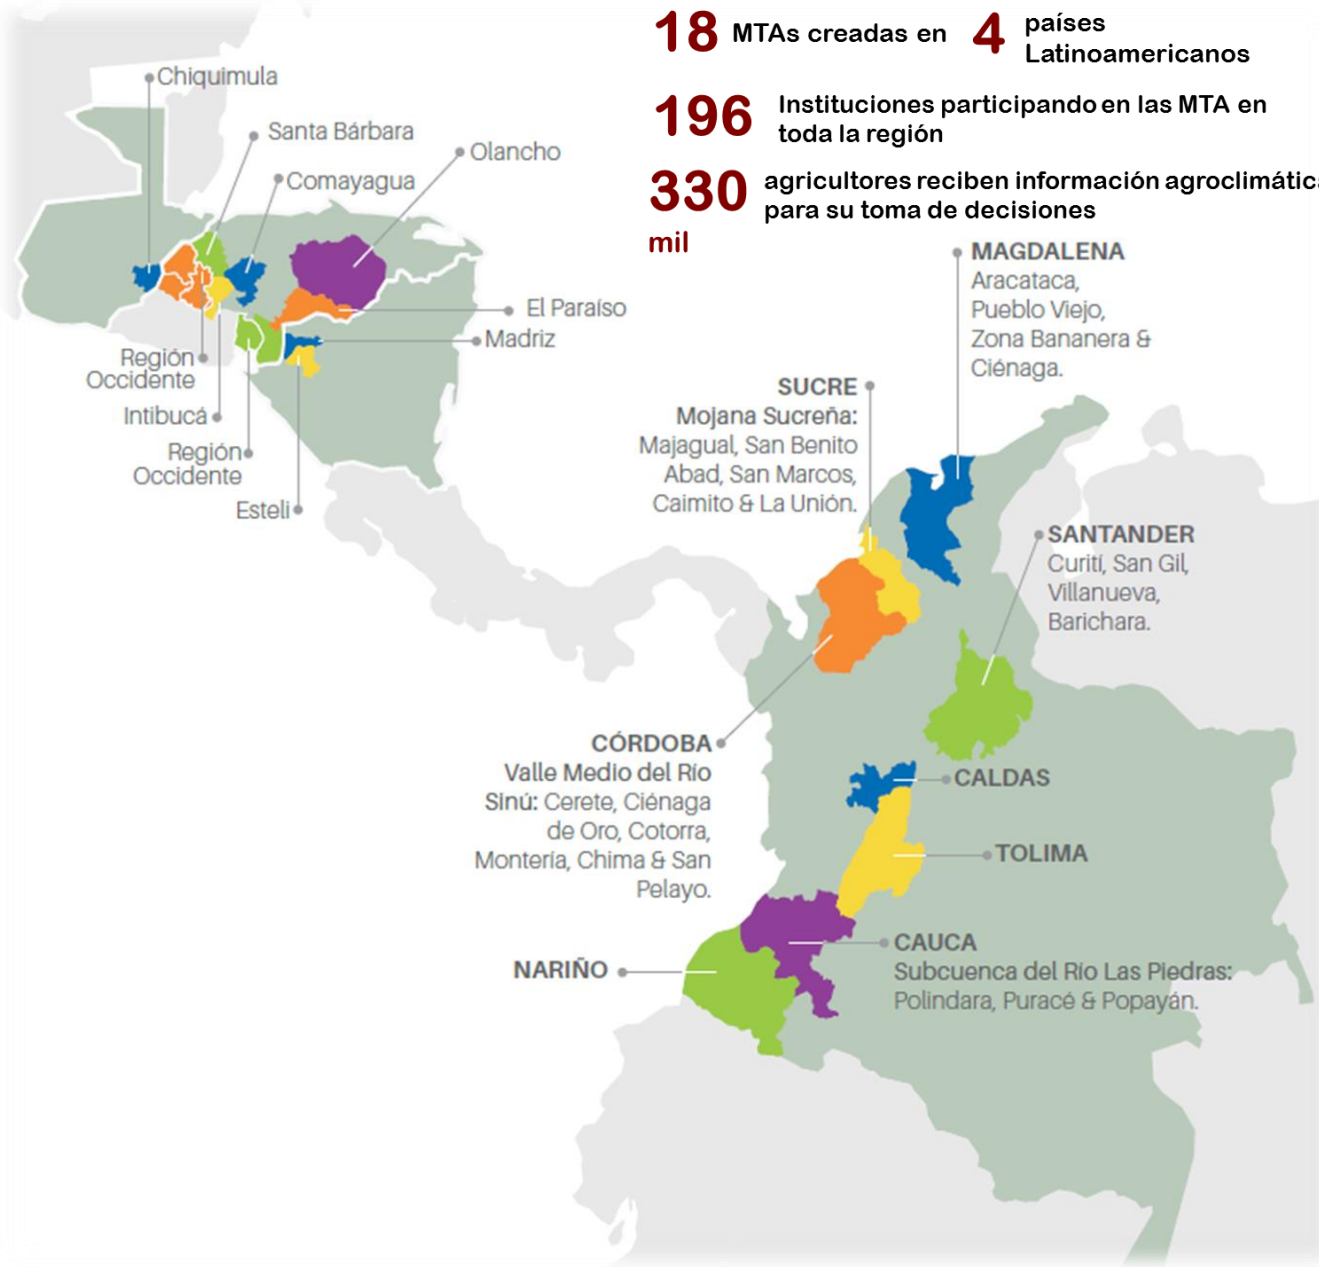 18 MTAs creadas en 4 países
Latinoamericanos
196 Instituciones participando en las MTA en
toda la región
330 agricultores reciben información agroclimática
para su toma de decisiones
mil
Chiquimula
Santa Bárbara
Comayagua
Olancho
El Paraíso
Madriz
Región
Occidente
Intibucá
Región
Occidente
Esteli
MAGDALENA
Aracataca,
Pueblo Viejo,
Zona Bananera &
Ciénaga.
SUCRE
Mojana Sucreña:
Majagual, San Benito
Abad, San Marcos,
Caimito & La Unión.
SANTANDER
Curití, San Gil,
Villanueva,
Barichara.
CÓRDOBA
Valle Medio del Río
Sinú: Cerete, Ciénaga
de Oro, Cotorra,
Montería, Chima & San
Pelayo.
CALDAS
TOLIMA
CAUCA
Subcuenca del Río Las Piedras:
Polindara, Puracé & Popayán.
NARIÑO